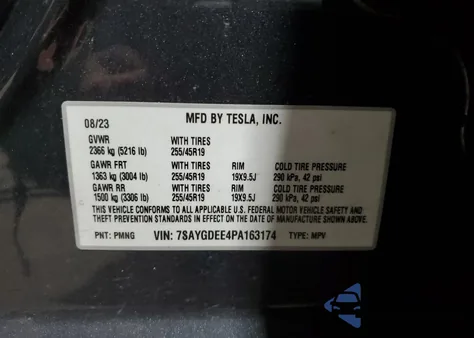 08/23 MFD BY TESLA, INC.
GVWR WITH TIRES
2366 kg (5216 lb) 255/45R19
GAWR FRT WITH TIRES RIM COLD TIRE PRESSURE
1363 kg (3004 lb) 255/45R19 19X9.5J 290 kPa, 42 psi
GAWR RR WITH TIRES RIM COLD TIRE PRESSURE
1500 kg (3306 lb) 255/45R19 19X9.5J 290 kPa, 42 psi
THIS VEHICLE CONFORMS TO ALL APPLICABLE U.S. FEDERAL MOTOR VEHICLE SAFETY AND
THEFT PREVENTION STANDARDS IN EFFECT ON THE DATE OF MANUFACTURE SHOWN ABOVE.
PNT: PMNG VIN: 7SAYGDEE4PA163174 TYPE: MPV